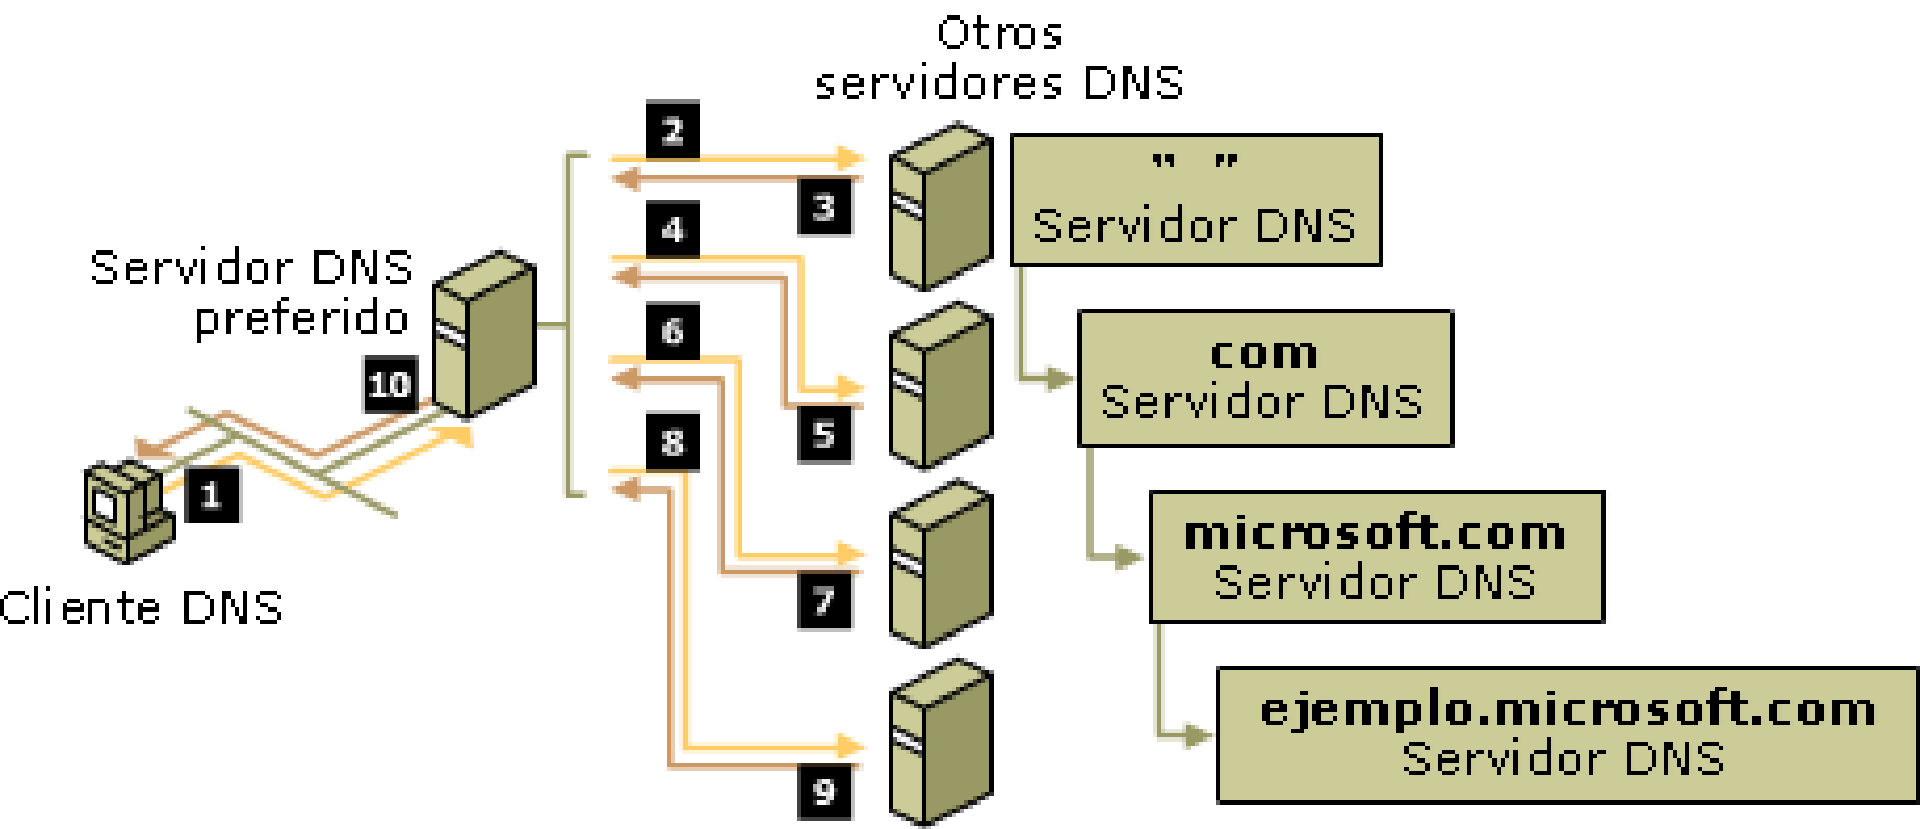 Otros
servidores DNS
2
" "
Servidor DNS
3
4
Servidor DNS
preferido
com
Servidor DNS
6
10
5
8
1
microsoft.com
Servidor DNS
Cliente DNS
7
ejemplo.microsoft.com
Servidor DNS
9